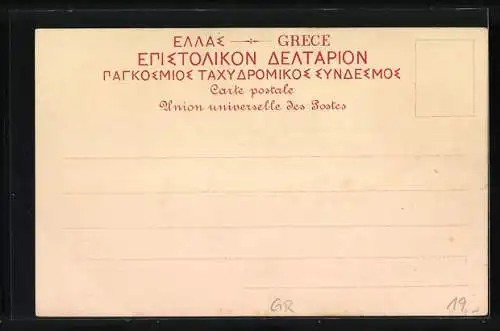 ΕΛΛΑΣ GRECE
ΕΠΙΣΤΟΛΙΚΟΝ ΔΕΛΤΑΡΙΟΝ
ΠΑΓΚΟΣΜΙΟΣ ΤΑΧΥΔΡΟΜΙΚΟΣ ΣΥΝΔΕΣΜΟΣ
Carte postale
Union universelle des Postes
GR 19,-